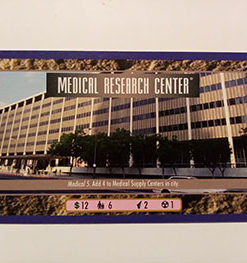 MEDICAL RESEARCH CENTER
Medical 5. Add 4 to Medical Supply Centers in city.
$12 6 2 1